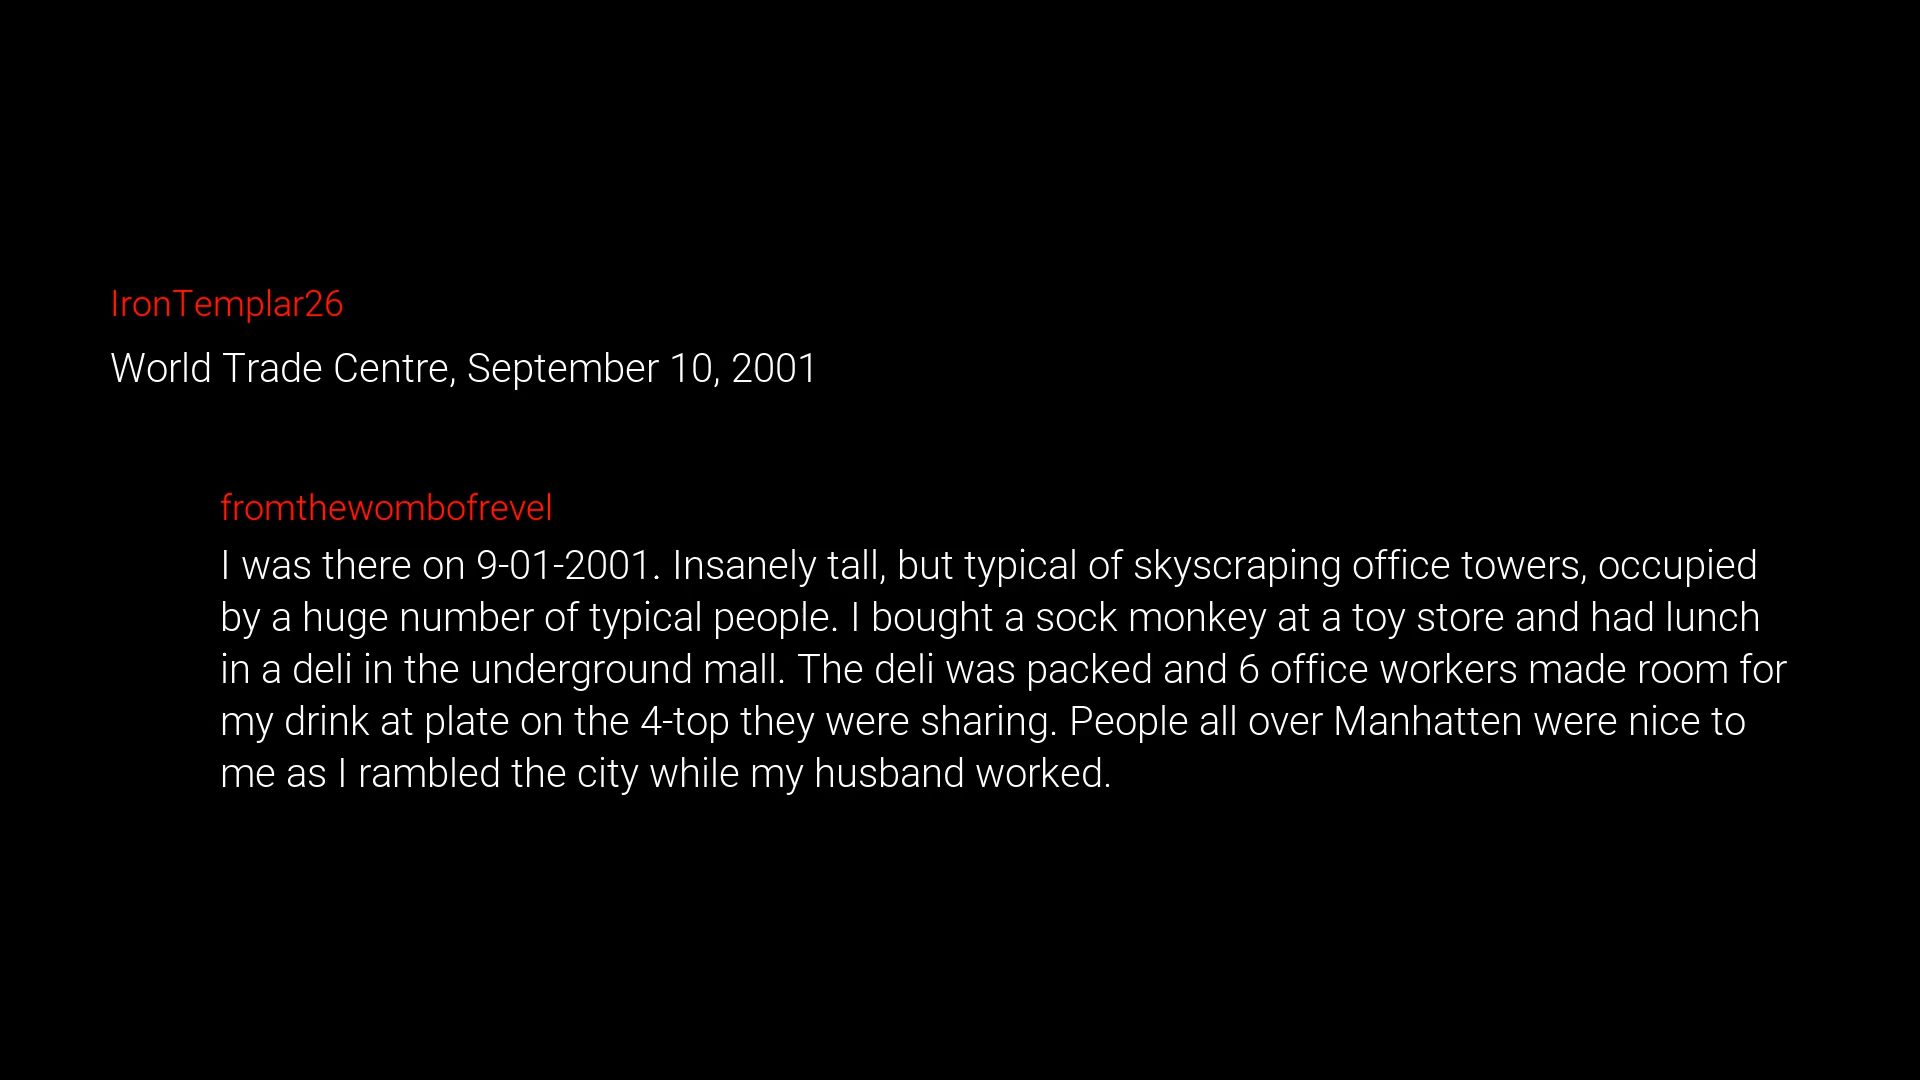 IronTemplar26
World Trade Centre, September 10, 2001
fromthewombofrevel
I was there on 9-01-2001. Insanely tall, but typical of skyscraping office towers, occupied
by a huge number of typical people. I bought a sock monkey at a toy store and had lunch
in a deli in the underground mall. The deli was packed and 6 office workers made room for
my drink at plate on the 4-top they were sharing. People all over Manhatten were nice to
me as I rambled the city while my husband worked.